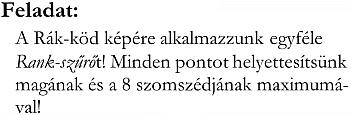 Feladat:
A Rák-köd képére alkalmazzunk egyféle
Rank-szűrőt! Minden pontot helyettesítsünk
magának és a 8 szomszédjának maximumá-
val!